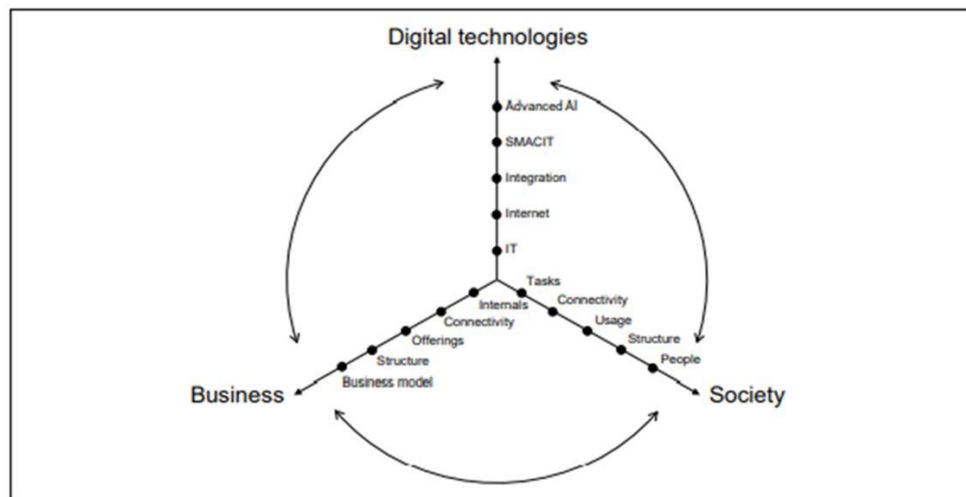 Digital technologies
Advanced AI
SMACIT
Integration
Internet
IT
Tasks
Internals
Connectivity
Connectivity
Usage
Offerings
Structure
Structure
People
Business model
Business
Society